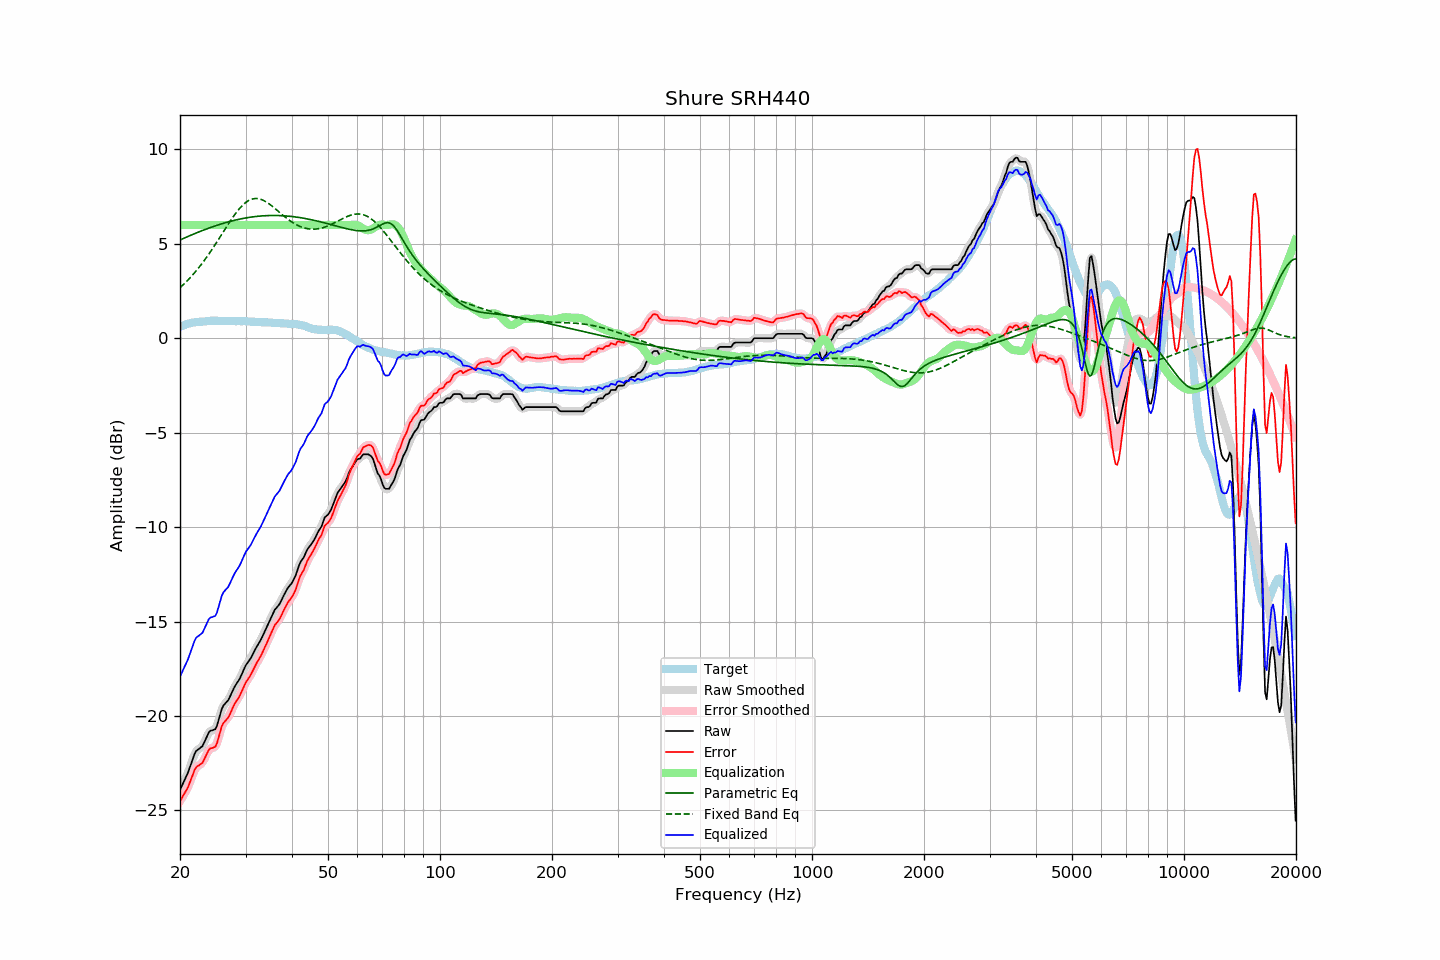 Shure SRH440
10
5
0
−5
−10
−15
−20
−25
Amplitude (dBr)
Target
Raw Smoothed
Error Smoothed
Raw
Error
Equalization
Parametric Eq
Fixed Band Eq
Equalized
20 50 100 200 500 1000 2000 5000 10000 20000
Frequency (Hz)